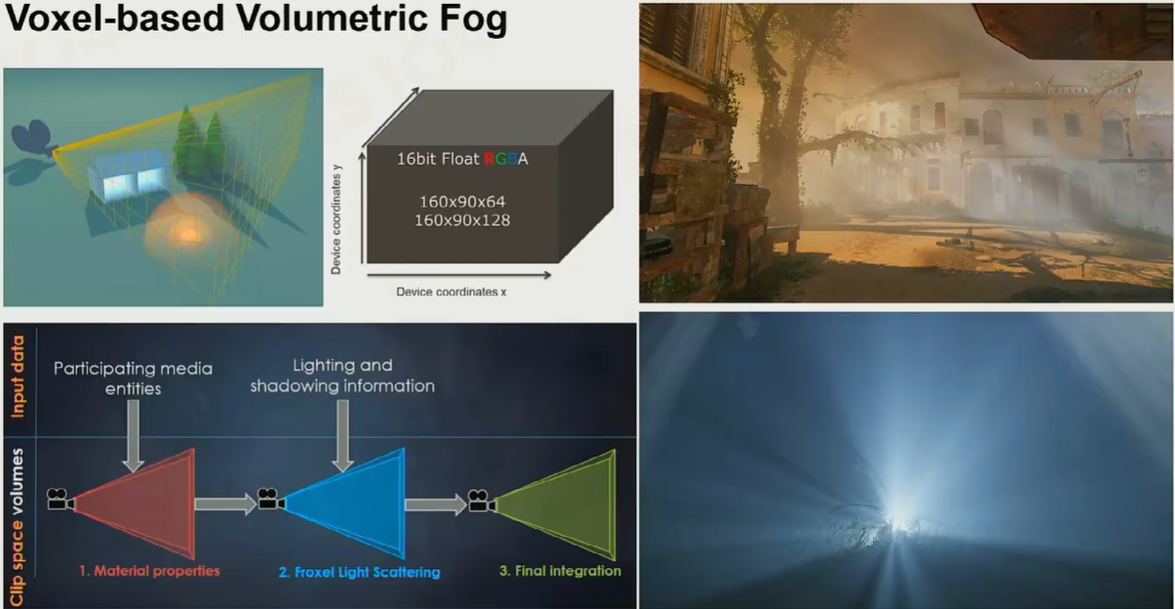 Voxel-based Volumetric Fog
Device coordinates y
16bit Float RGBA
160x90x64
160x90x128
Device coordinates x
Input data
Participating media
entities
Lighting and
shadowing information
Clip space volumes
1. Material properties
2. Froxel Light Scattering
3. Final integration